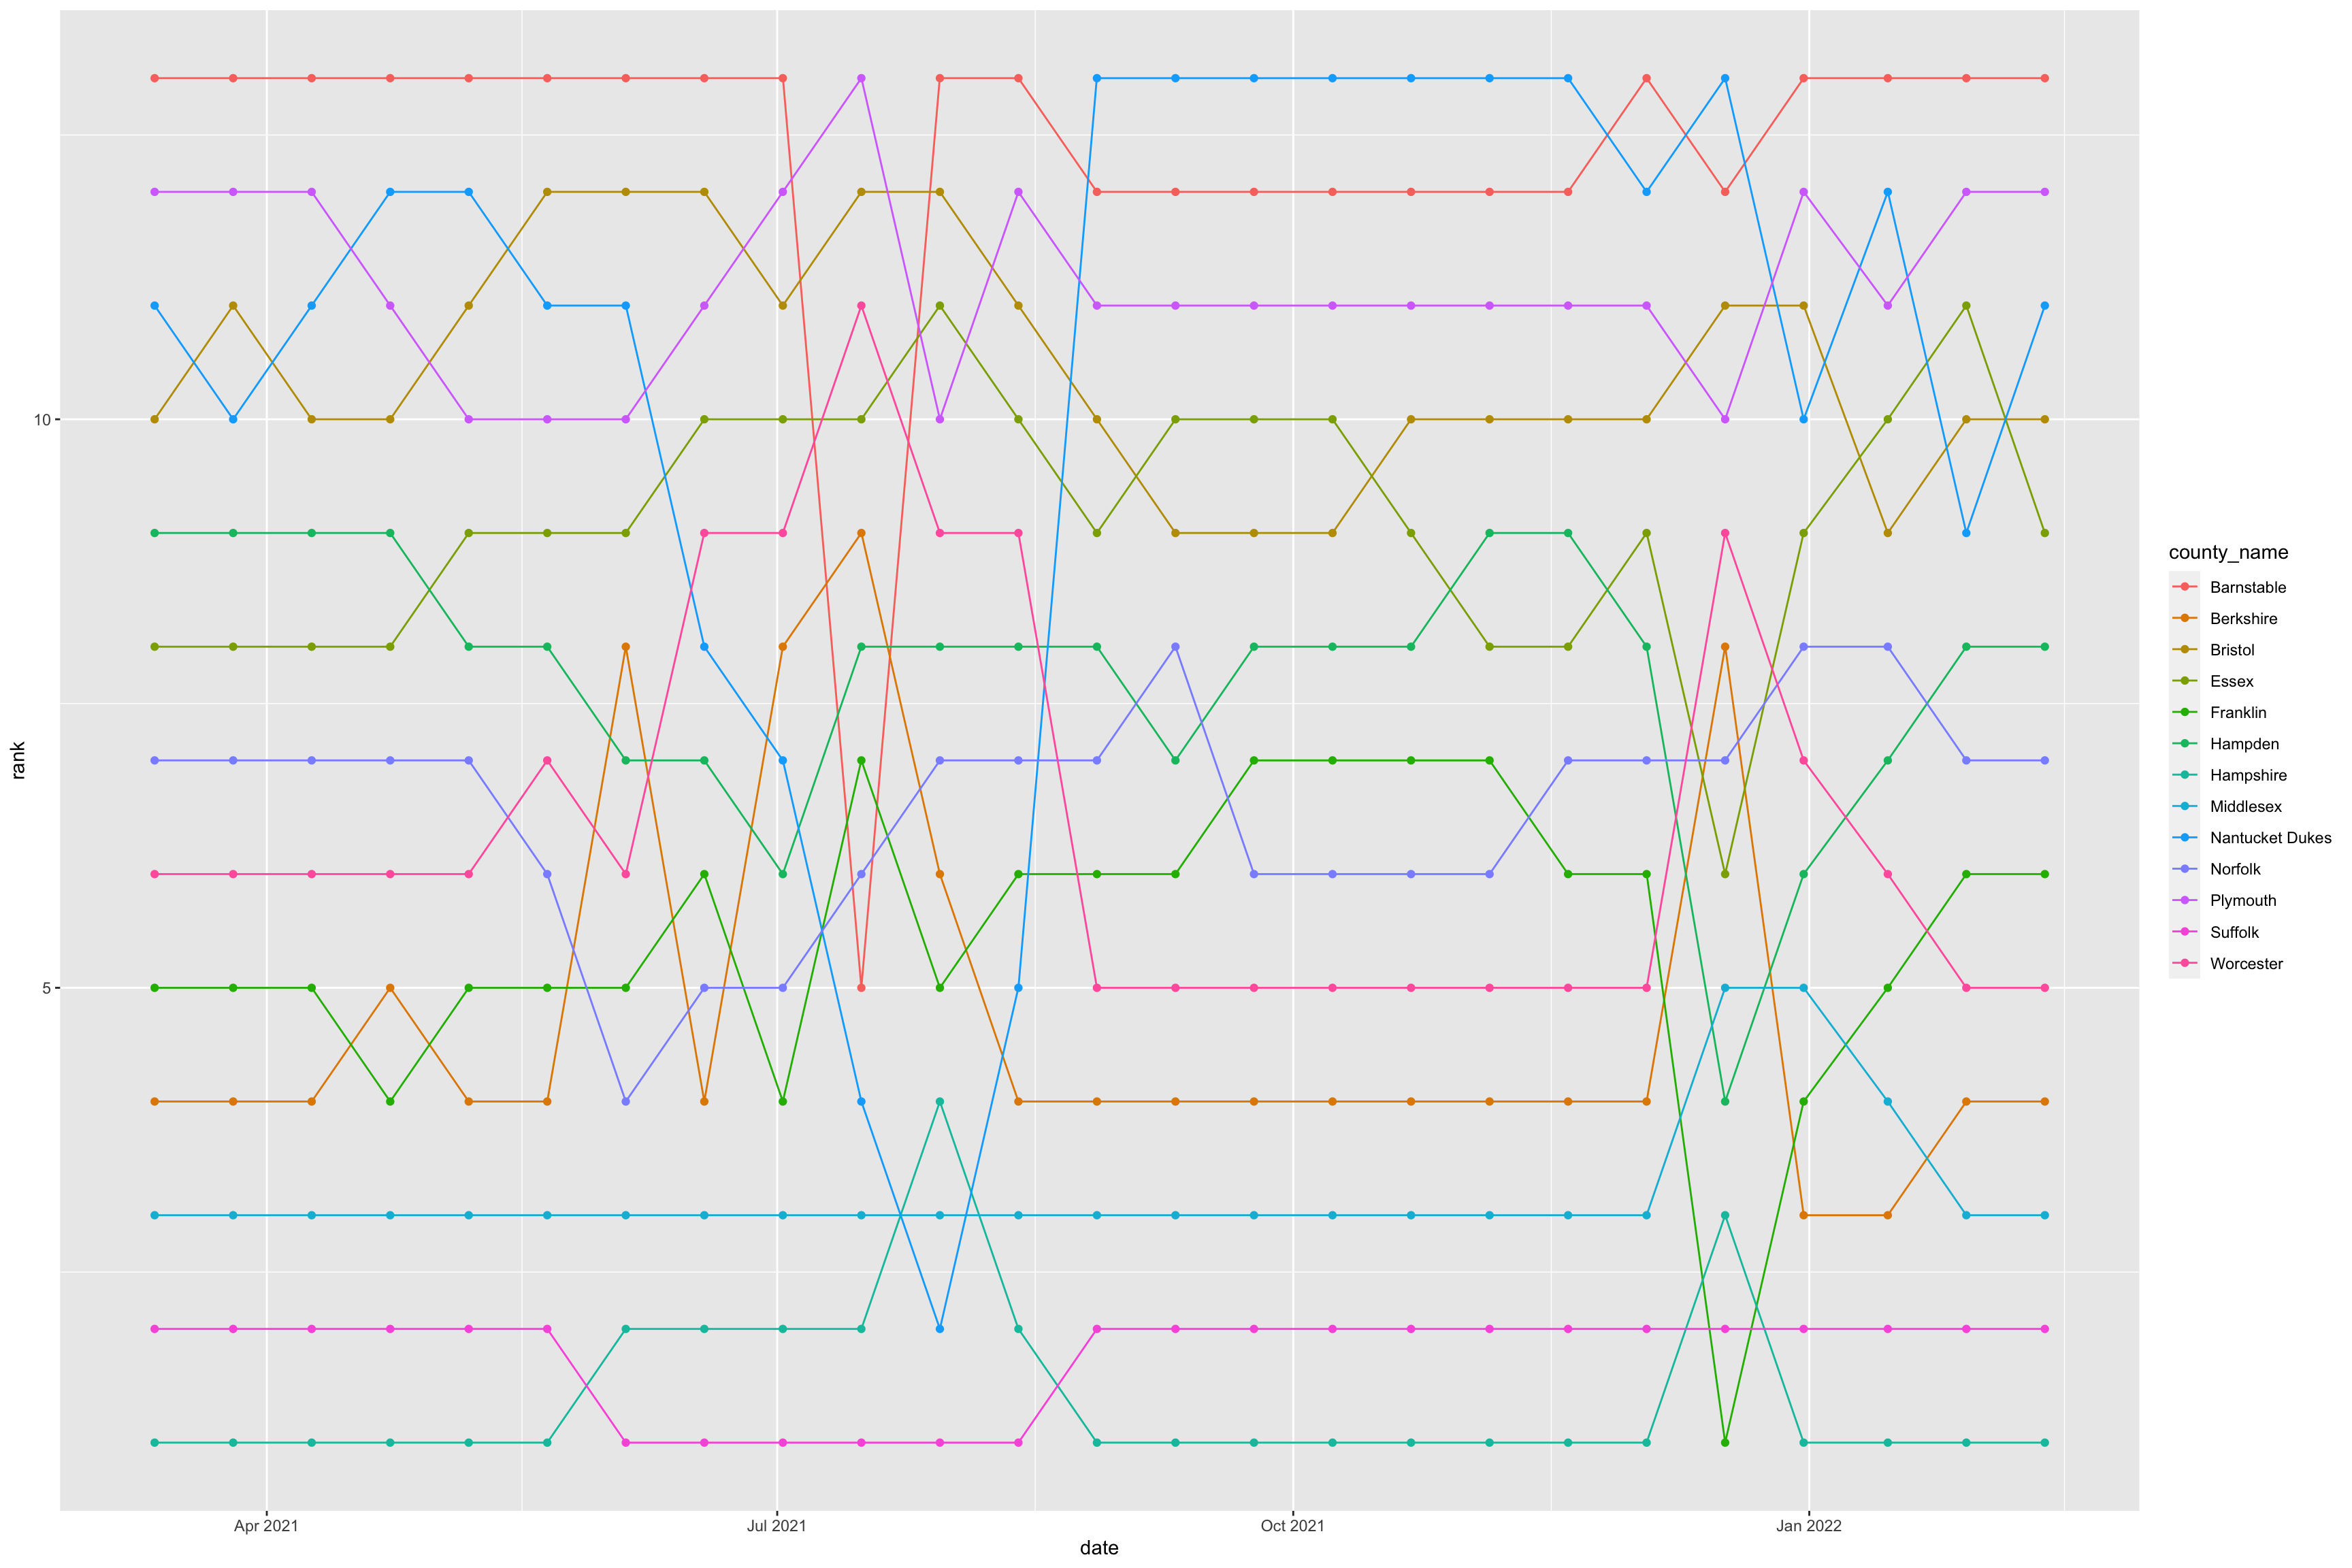 10
5
rank
Apr 2021
Jul 2021
Oct 2021
Jan 2022
date
county_name
Barnstable
Berkshire
Bristol
Essex
Franklin
Hampden
Hampshire
Middlesex
Nantucket Dukes
Norfolk
Plymouth
Suffolk
Worcester